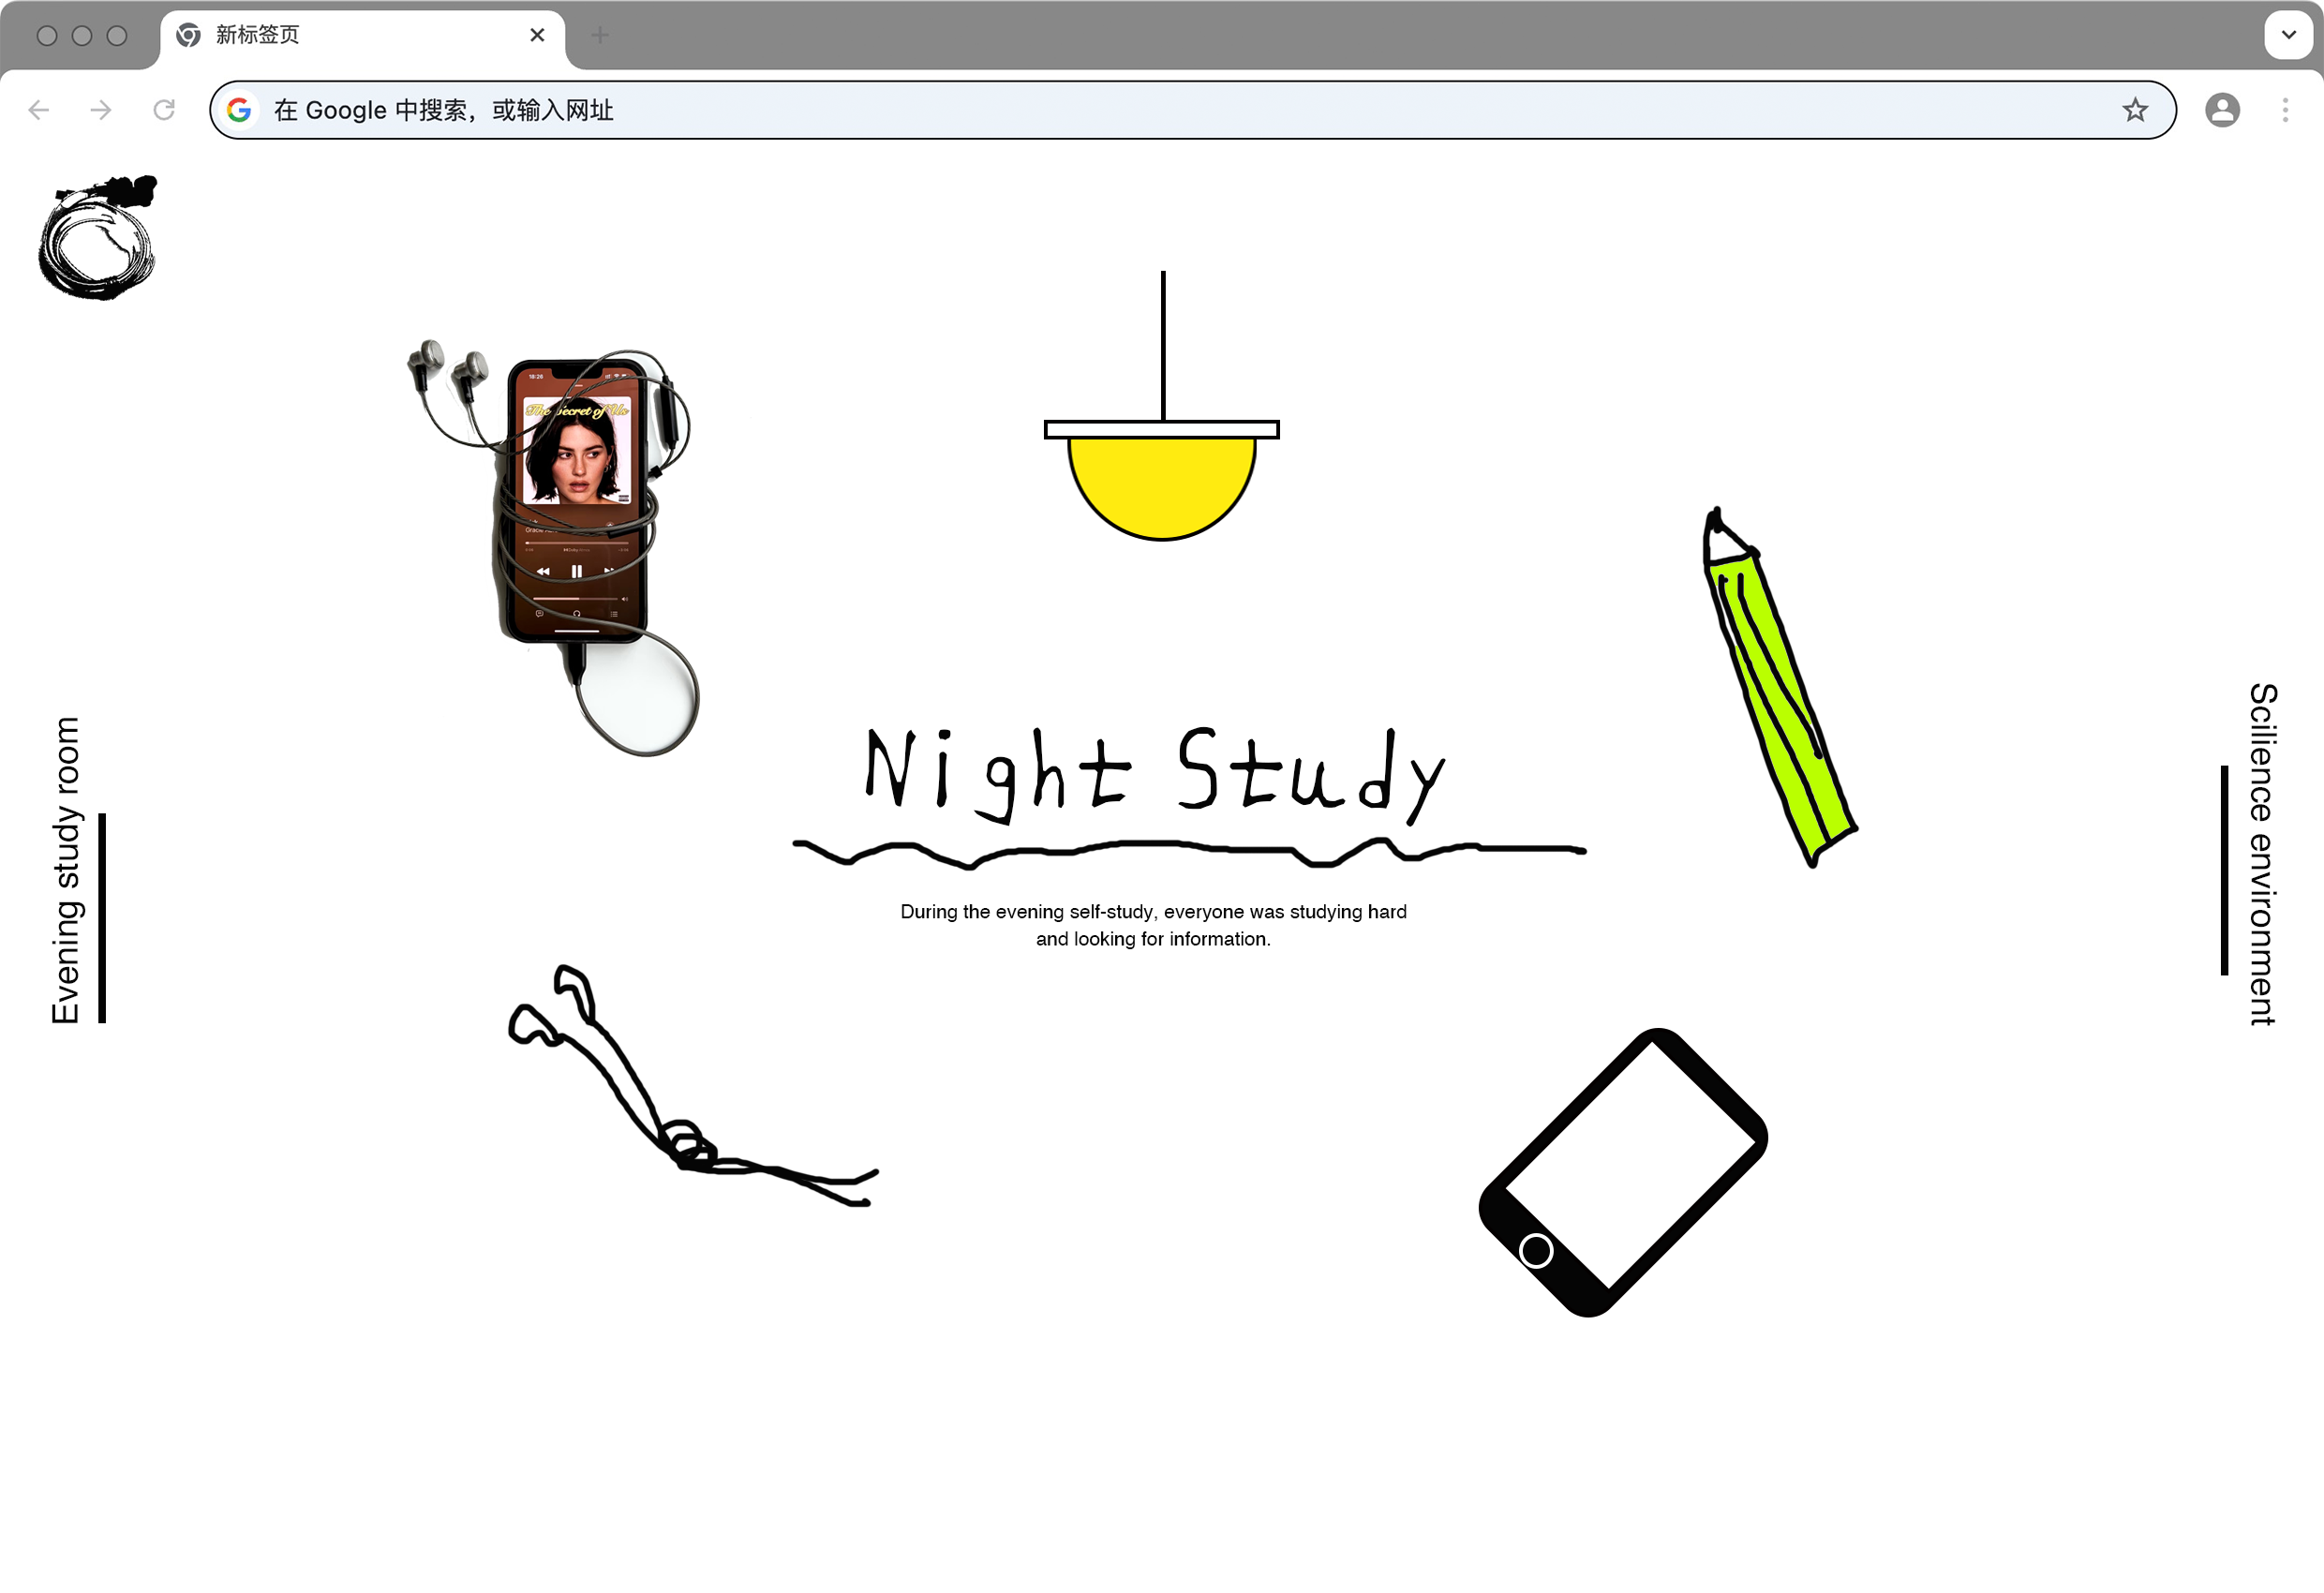 新标签页
在 Google 中搜索，或输入网址
18:26
The Secret of Us
Night Study
During the evening self-study, everyone was studying hard
and looking for information.
Evening study room
Scilience environment